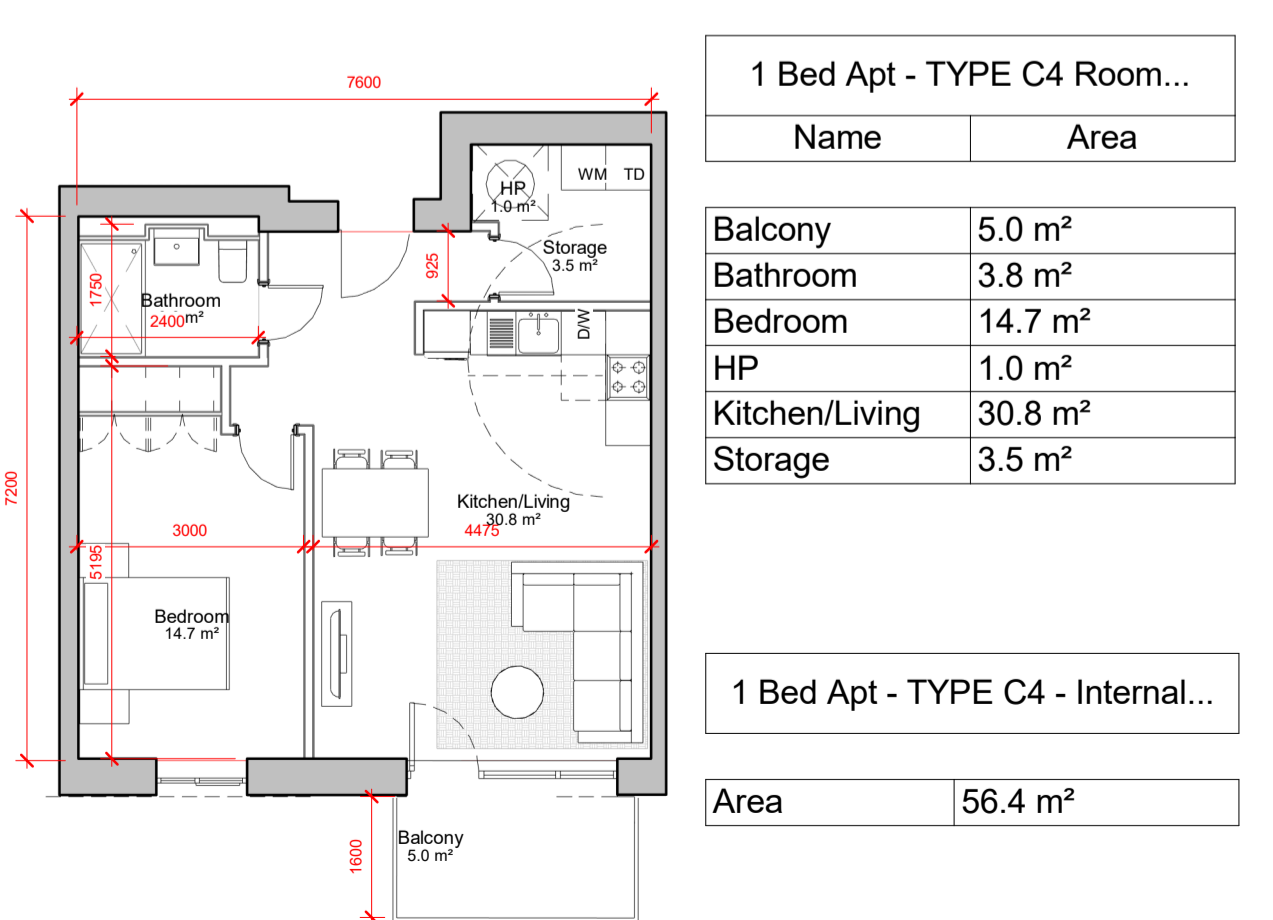 7600
WM TD
HP
1.0 m²
Storage
3.5 m²
925
1750
Bathroom
m²
2400
D/W
7200
Kitchen/Living
30.8 m²
3000
4475
5195
Bedroom
14.7 m²
1600
Balcony
5.0 m²
1 Bed Apt - TYPE C4 Room...
Name Area
Balcony 5.0 m²
Bathroom 3.8 m²
Bedroom 14.7 m²
HP 1.0 m²
Kitchen/Living 30.8 m²
Storage 3.5 m²
1 Bed Apt - TYPE C4 - Internal...
Area 56.4 m²